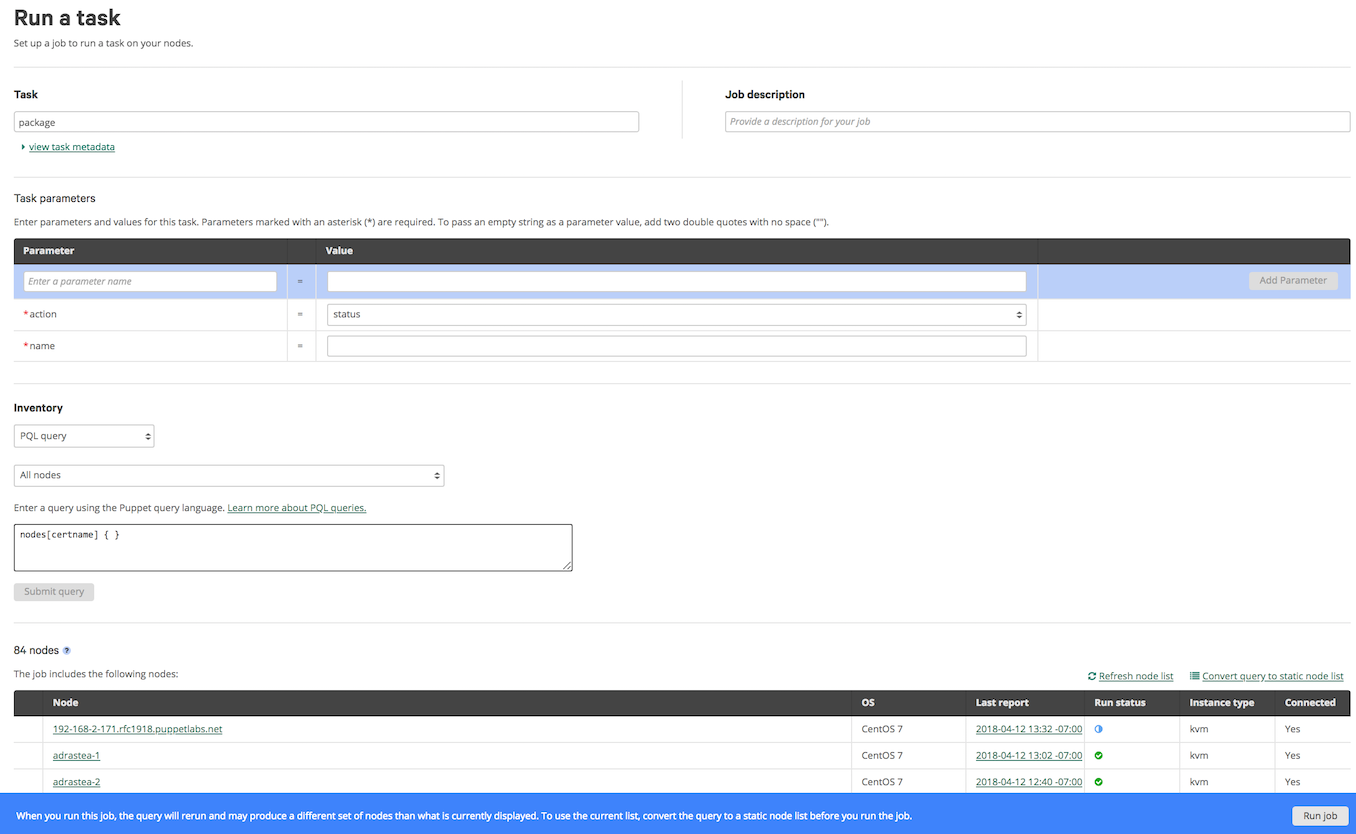 Run a task
Set up a job to run a task on your nodes.
Task
Job description
package
Provide a description for your job
view task metadata
Task parameters
Enter parameters and values for this task. Parameters marked with an asterisk (*) are required. To pass an empty string as a parameter value, add two double quotes with no space ("").
Parameter Value
Enter a parameter name = Add Parameter
*action = status
*name =
Inventory
PQL query
All nodes
Enter a query using the Puppet query language. Learn more about PQL queries.
nodes[certname] { }
Submit query
84 nodes ?
The job includes the following nodes:
Refresh node list Convert query to static node list
Node OS Last report Run status Instance type Connected
192-168-2-171.rfc1918.puppetlabs.net CentOS 7 2018-04-12 13:32 -07:00 kvm Yes
adrastea-1 CentOS 7 2018-04-12 13:02 -07:00 kvm Yes
adrastea-2 CentOS 7 2018-04-12 12:40 -07:00 kvm Yes
When you run this job, the query will rerun and may produce a different set of nodes than what is currently displayed. To use the current list, convert the query to a static node list before you run the job.
Run job